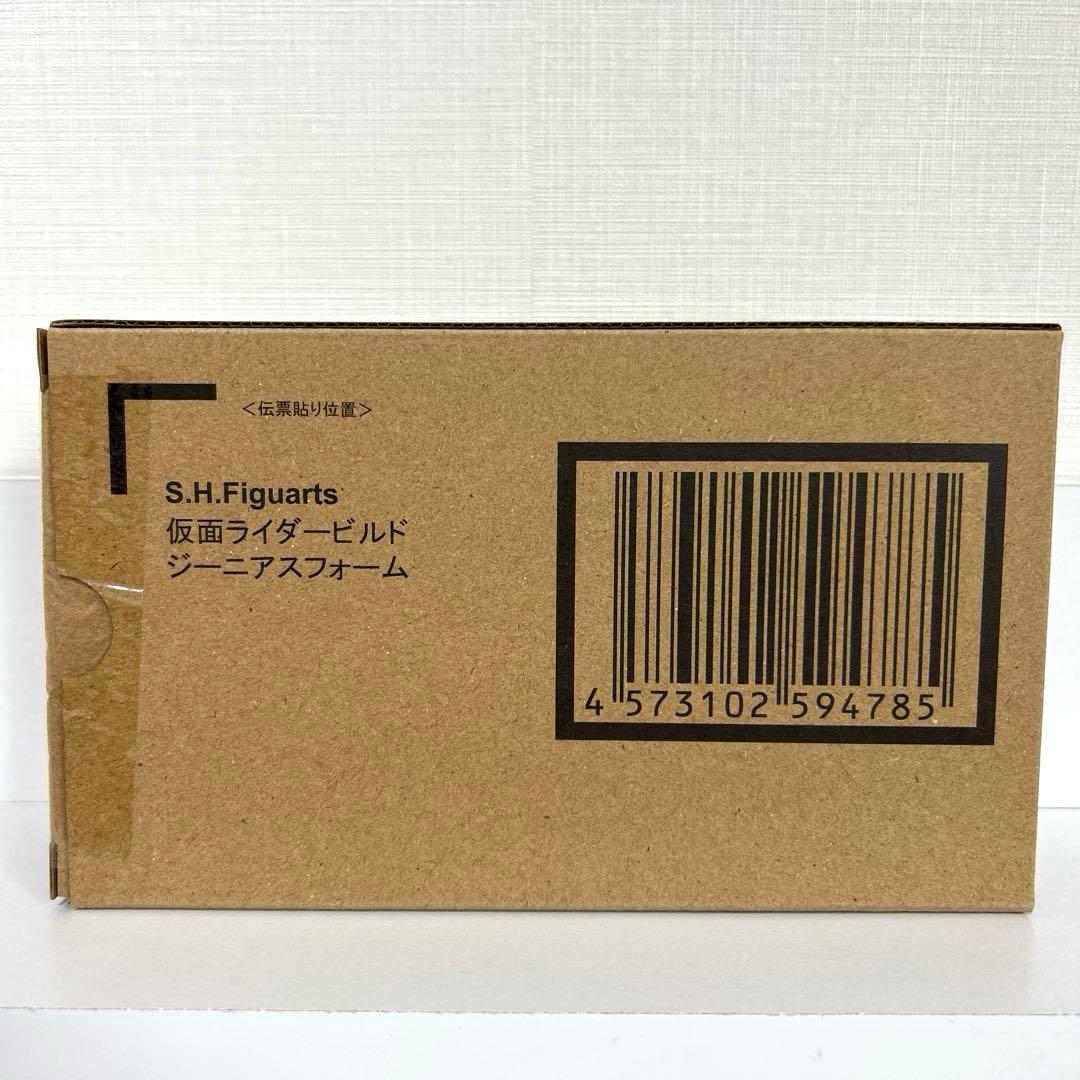 ＜伝票貼り位置＞
S.H.Figuarts
仮面ライダービルド
ジーニアスフォーム
4 573102 594785